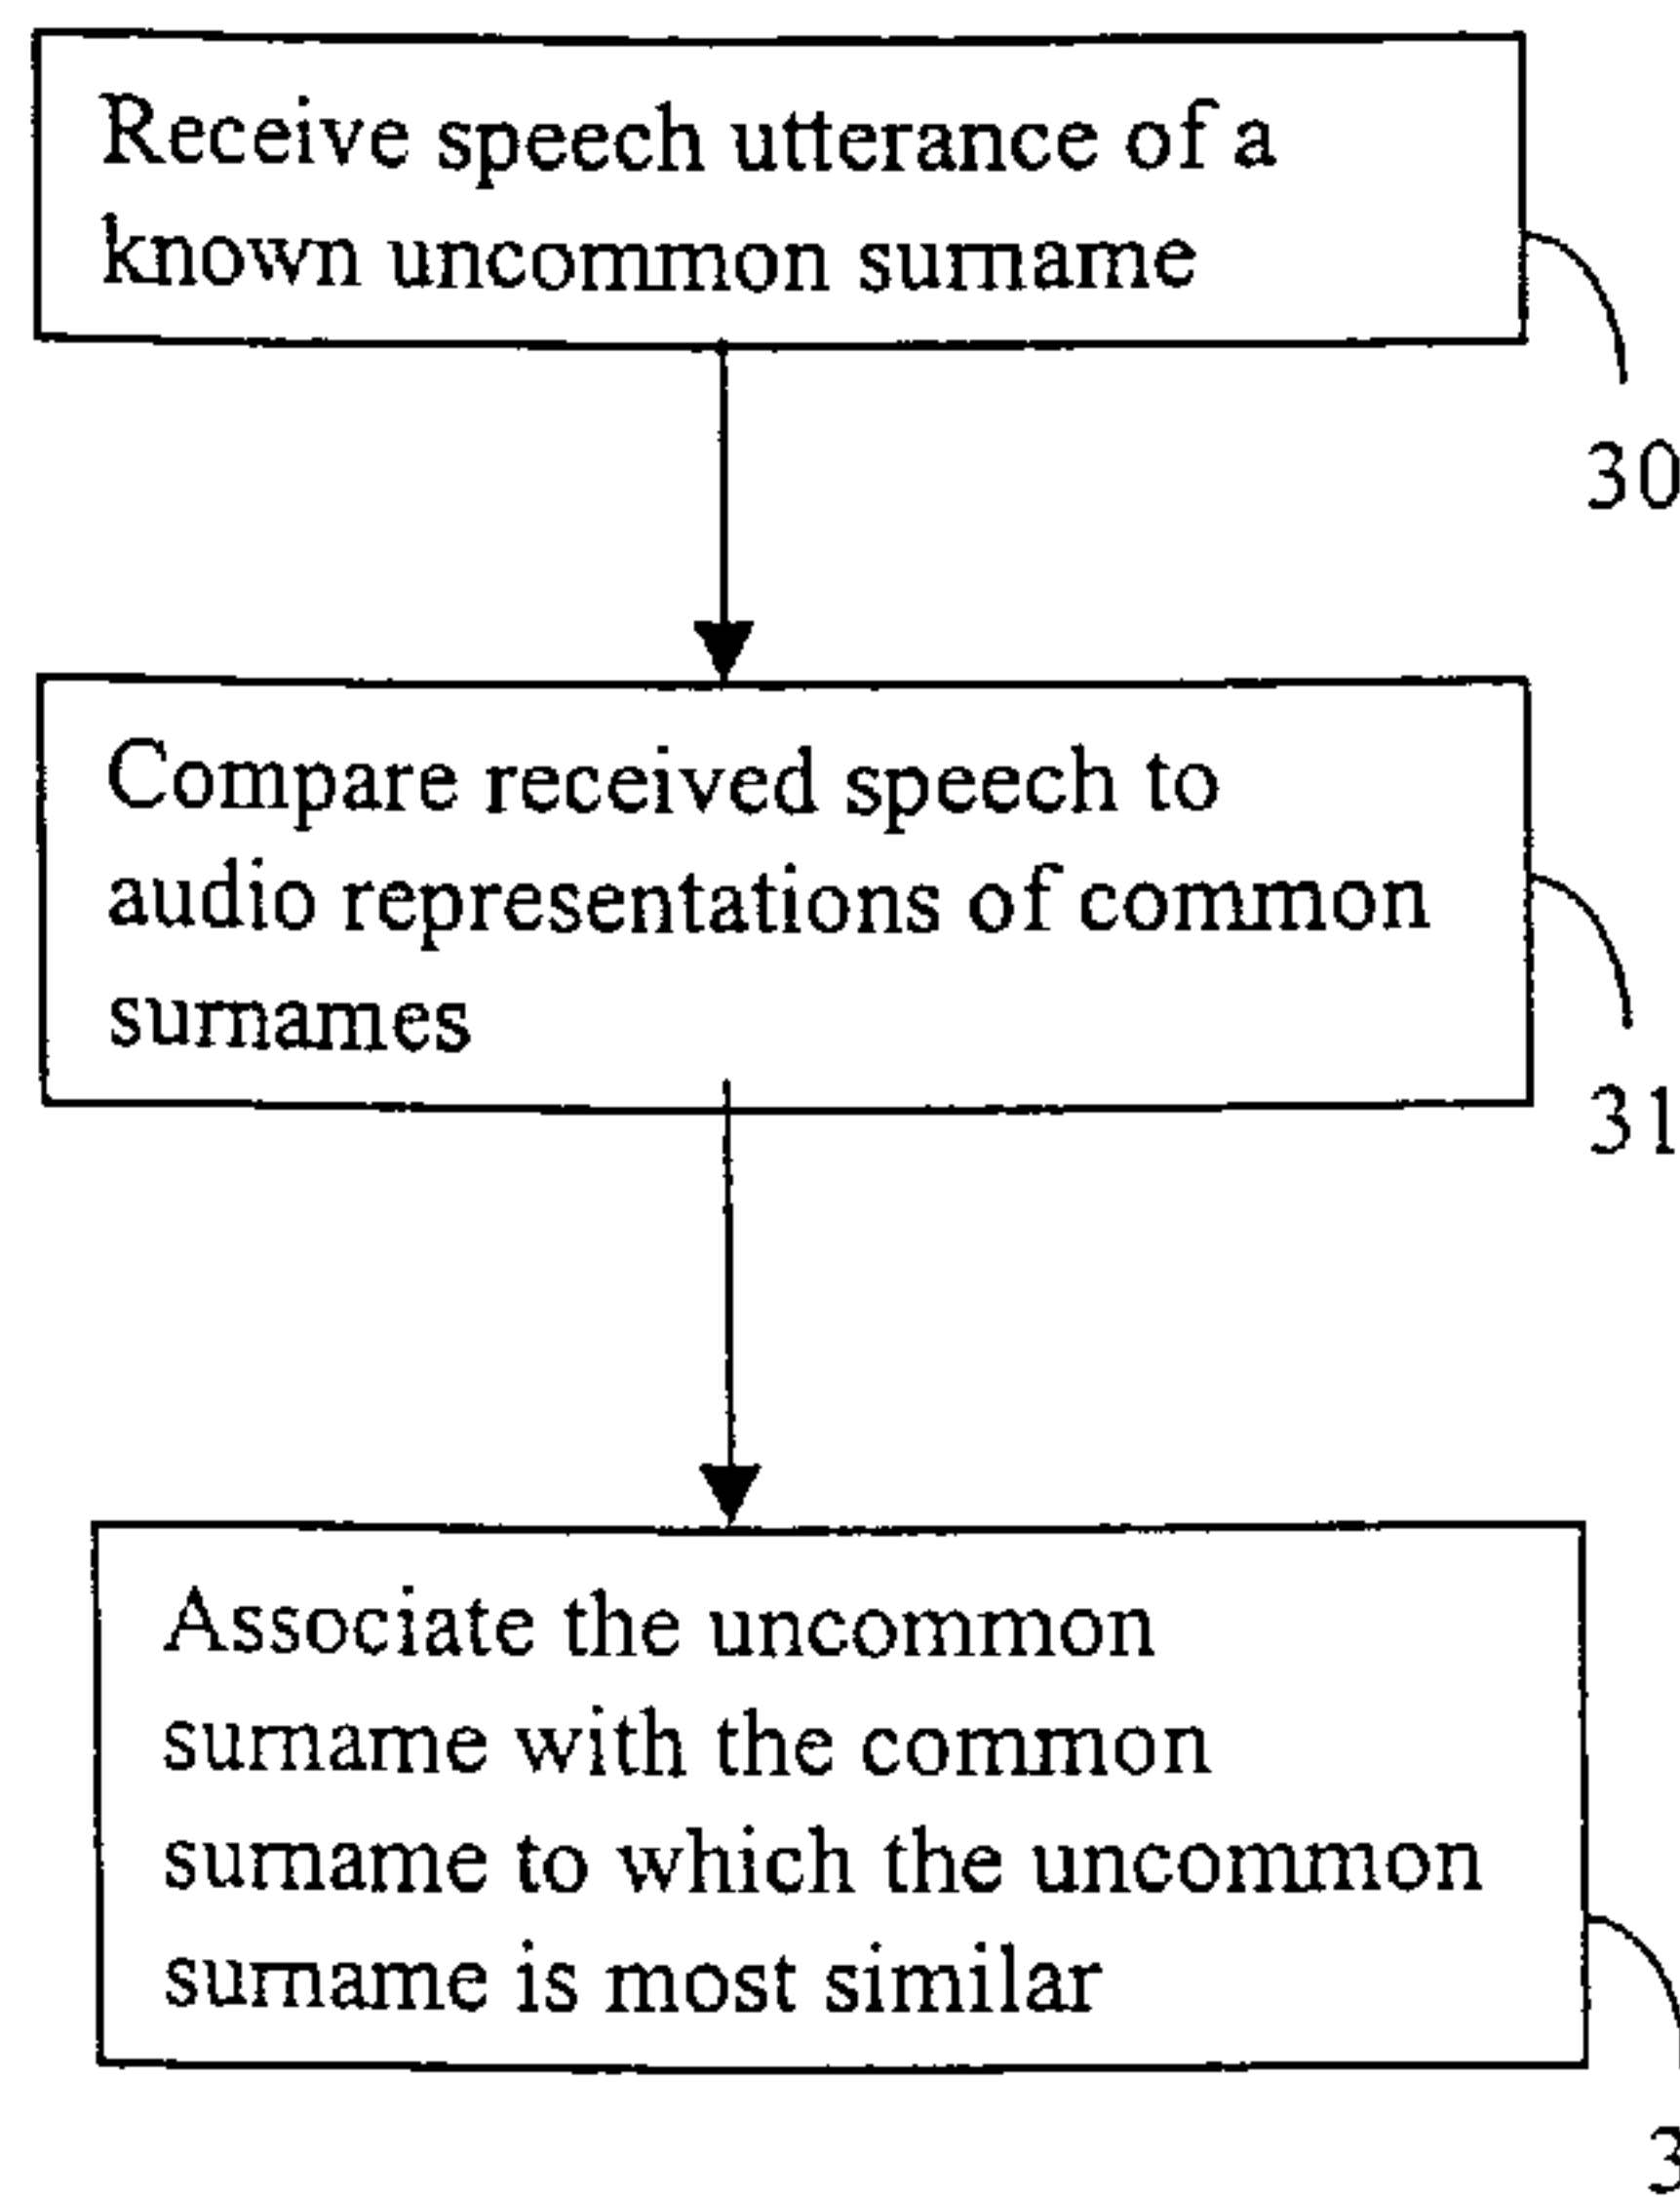 Receive speech utterance of a
known uncommon surname
30
Compare received speech to
audio representations of common
surnames
31
Associate the uncommon
surname with the common
surname to which the uncommon
surname is most similar